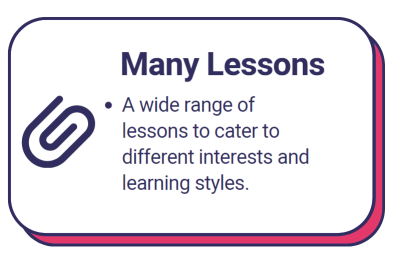 Many Lessons
• A wide range of
lessons to cater to
different interests and
learning styles.